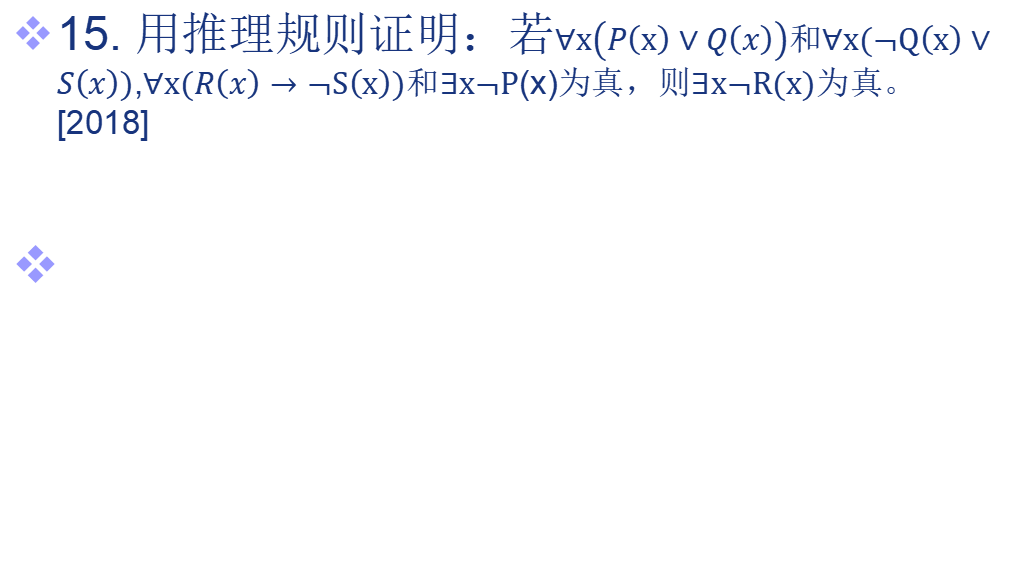 15. 用推理规则证明：若∀x(P(x)∨Q(x))和∀x(¬Q(x)∨
S(x)),∀x(R(x)→¬S(x))和∃x¬P(x)为真，则∃x¬R(x)为真。
[2018]